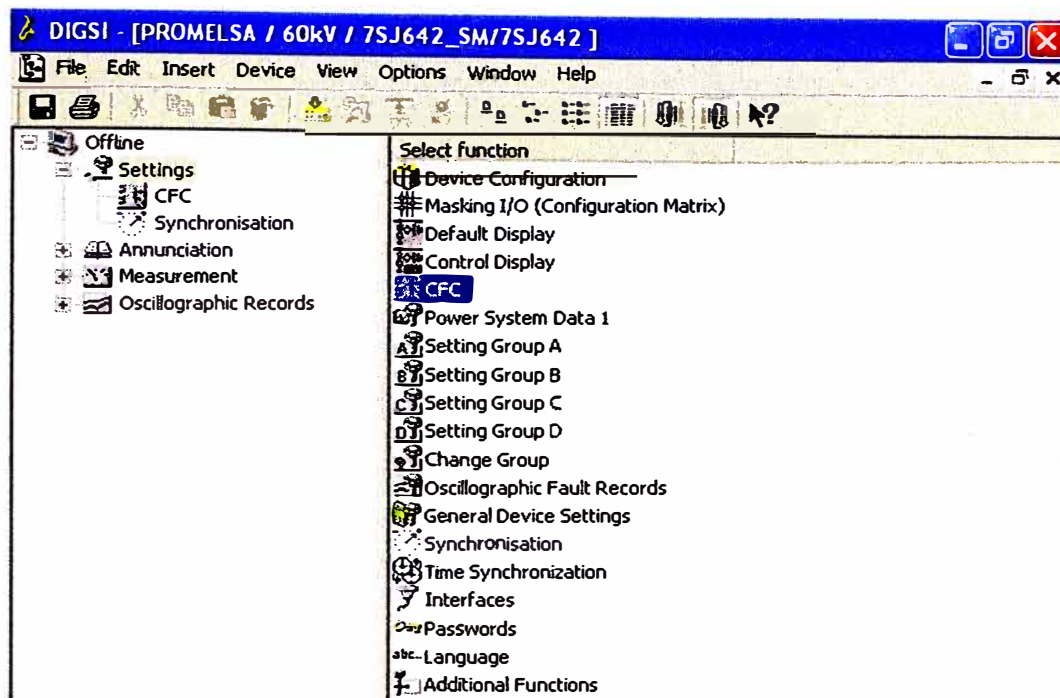 DIGSI - [PROMELSA / 60kV / 7SJ642_SM/7SJ642 ]
File Edit Insert Device View Options Window Help
Offline
Settings
CFC
Synchronisation
Annunciation
Measurement
Oscillographic Records
Select function
Device Configuration
Masking I/O (Configuration Matrix)
Default Display
Control Display
CFC
Power System Data 1
Setting Group A
Setting Group B
Setting Group C
Setting Group D
Change Group
Oscillographic Fault Records
General Device Settings
Synchronisation
Time Synchronization
Interfaces
Passwords
Language
Additional Functions